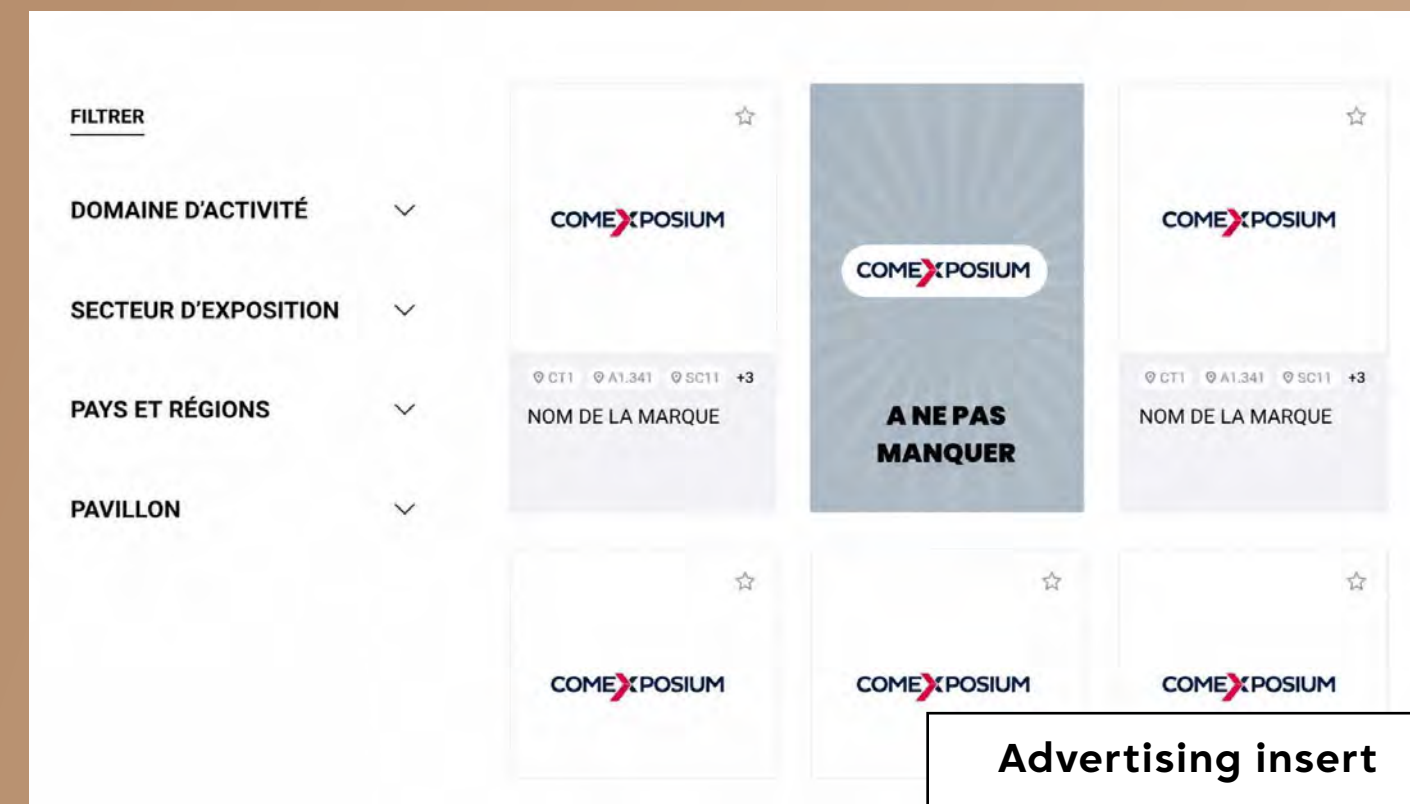 FILTRER
DOMAINE D'ACTIVITÉ
SECTEUR D'EXPOSITION
PAYS ET RÉGIONS
PAVILLON
COMEXPOSIUM
CT1 A1.341 SC11 +3
NOM DE LA MARQUE
COMEXPOSIUM
A NE PAS
MANQUER
COMEXPOSIUM
CT1 A1.341 SC11 +3
NOM DE LA MARQUE
COMEXPOSIUM
COMEXPOSIUM
COMEXPOSIUM
Advertising insert